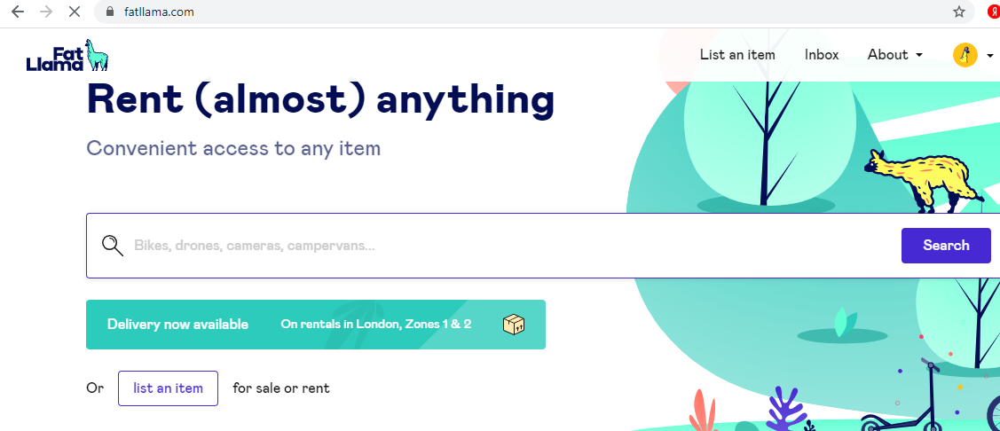 fatllama.com
Я
Fat
Llama
List an item
Inbox
About
Rent (almost) anything
Convenient access to any item
Bikes, drones, cameras, campervans...
Search
Delivery now available
On rentals in London, Zones 1 & 2
Or
list an item
for sale or rent